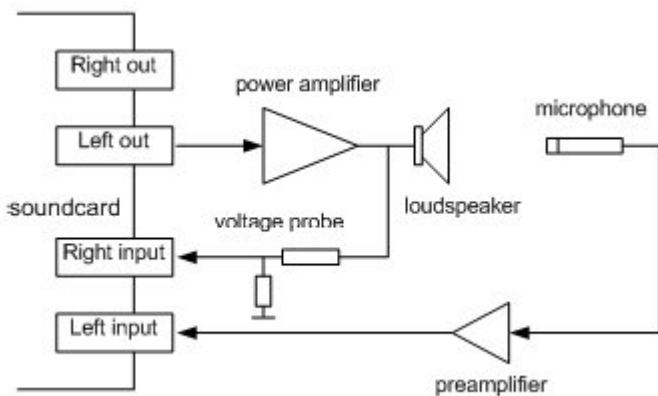 Right out
power amplifier
microphone
Left out
soundcard
loudspeaker
voltage probe
Right input
Left input
preamplifier